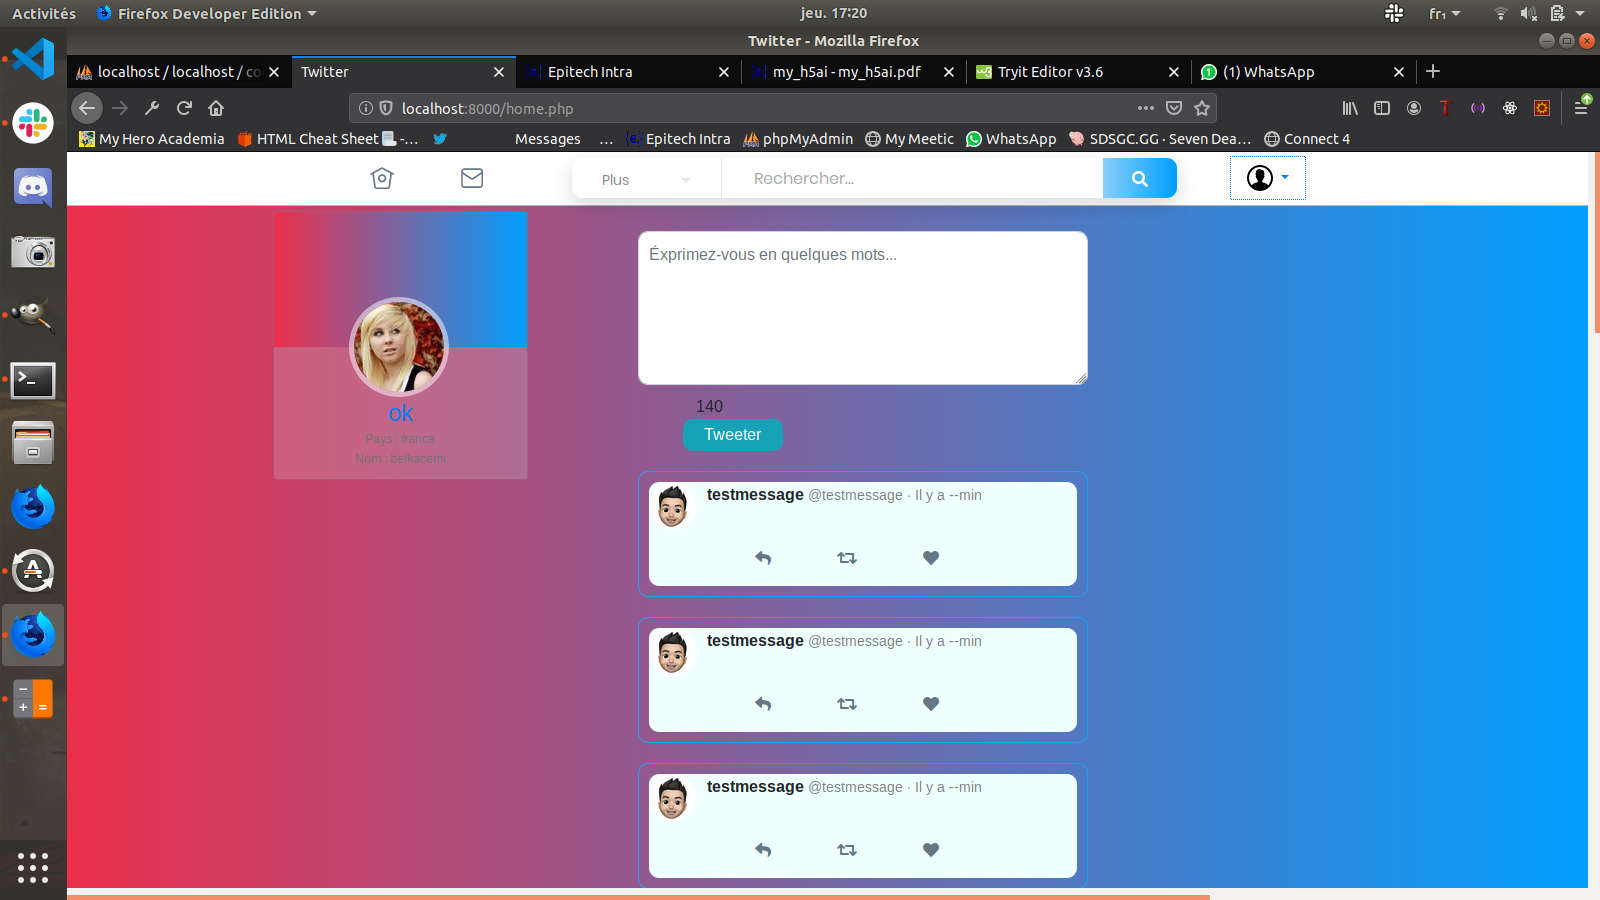 Activités
Firefox Developer Edition
jeu. 17:20
fr₁
Twitter - Mozilla Firefox
localhost / localhost / co
Twitter
Epitech Intra
my_h5ai - my_h5ai.pdf
Tryit Editor v3.6
(1) WhatsApp
localhost:8000/home.php
My Hero Academia
HTML Cheat Sheet - ...
Messages
...
Epitech Intra
phpMyAdmin
My Meetic
WhatsApp
SDSGC.GG · Seven Dea...
Connect 4
Plus
Rechercher...
Éxprimez-vous en quelques mots...
140
Tweeter
ok
Pays : france
Nom : belkacemi
testmessage @testmessage · Il y a --min
testmessage @testmessage · Il y a --min
testmessage @testmessage · Il y a --min